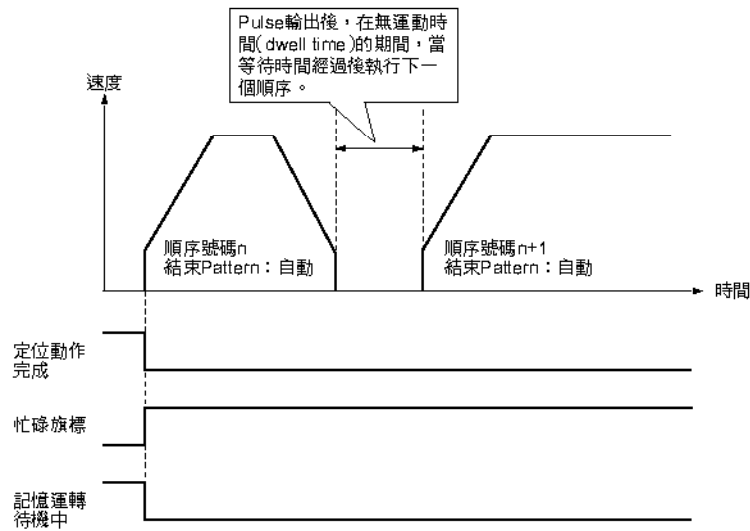 Pulse輸出後，在無運動時
間(dwell time)的期間，當
等待時間經過後執行下一
個順序。
速度
順序號碼n
結束Pattern：自動
順序號碼n+1
結束Pattern：自動
時間
定位動作
完成
忙碌旗標
記憶運轉
待機中